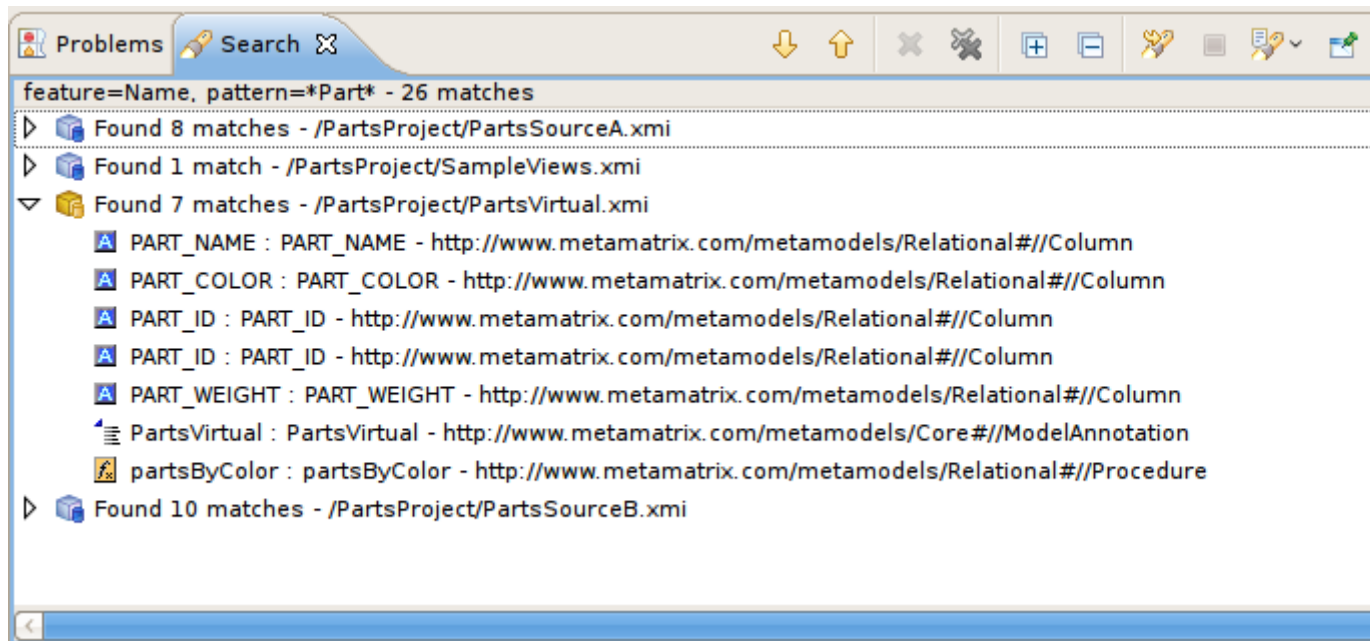 Problems Search
feature=Name, pattern=*Part* - 26 matches
Found 8 matches - /PartsProject/PartsSourceA.xmi
Found 1 match - /PartsProject/SampleViews.xmi
Found 7 matches - /PartsProject/PartsVirtual.xmi
PART_NAME : PART_NAME - http://www.metamatrix.com/metamodels/Relational#//Column
PART_COLOR : PART_COLOR - http://www.metamatrix.com/metamodels/Relational#//Column
PART_ID : PART_ID - http://www.metamatrix.com/metamodels/Relational#//Column
PART_ID : PART_ID - http://www.metamatrix.com/metamodels/Relational#//Column
PART_WEIGHT : PART_WEIGHT - http://www.metamatrix.com/metamodels/Relational#//Column
PartsVirtual : PartsVirtual - http://www.metamatrix.com/metamodels/Core#//ModelAnnotation
partsByColor : partsByColor - http://www.metamatrix.com/metamodels/Relational#//Procedure
Found 10 matches - /PartsProject/PartsSourceB.xmi